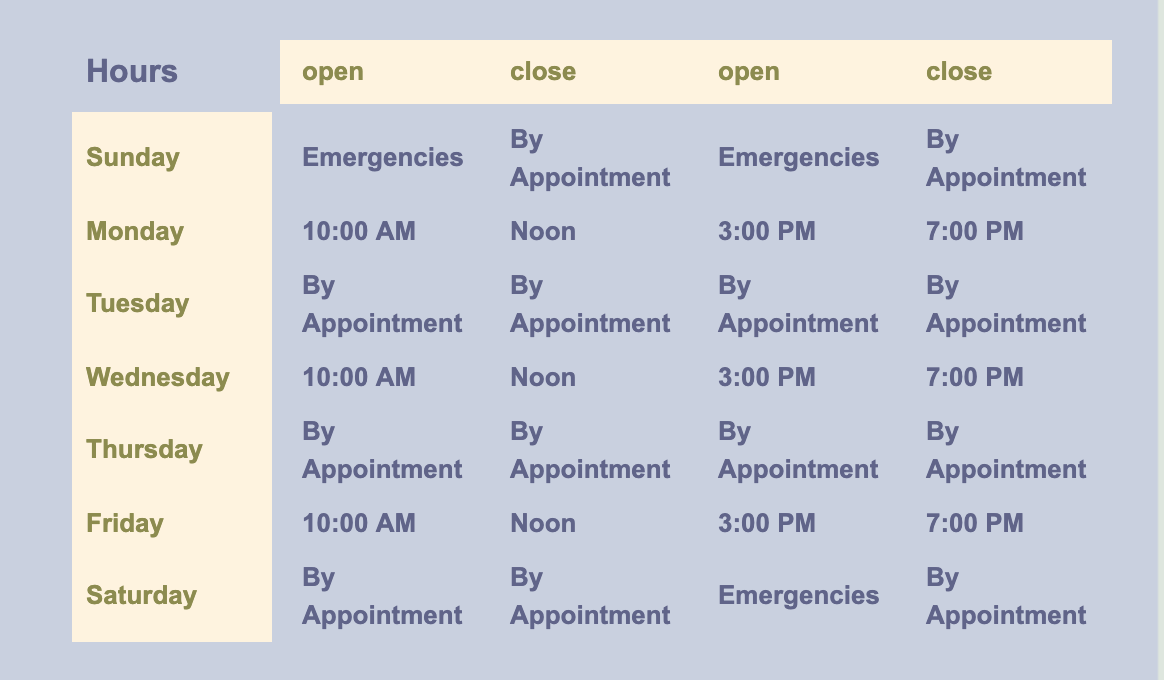 Hours open close open close
Sunday Emergencies By Appointment Emergencies By Appointment
Monday 10:00 AM Noon 3:00 PM 7:00 PM
Tuesday By Appointment By Appointment By Appointment By Appointment
Wednesday 10:00 AM Noon 3:00 PM 7:00 PM
Thursday By Appointment By Appointment By Appointment By Appointment
Friday 10:00 AM Noon 3:00 PM 7:00 PM
Saturday By Appointment By Appointment Emergencies By Appointment